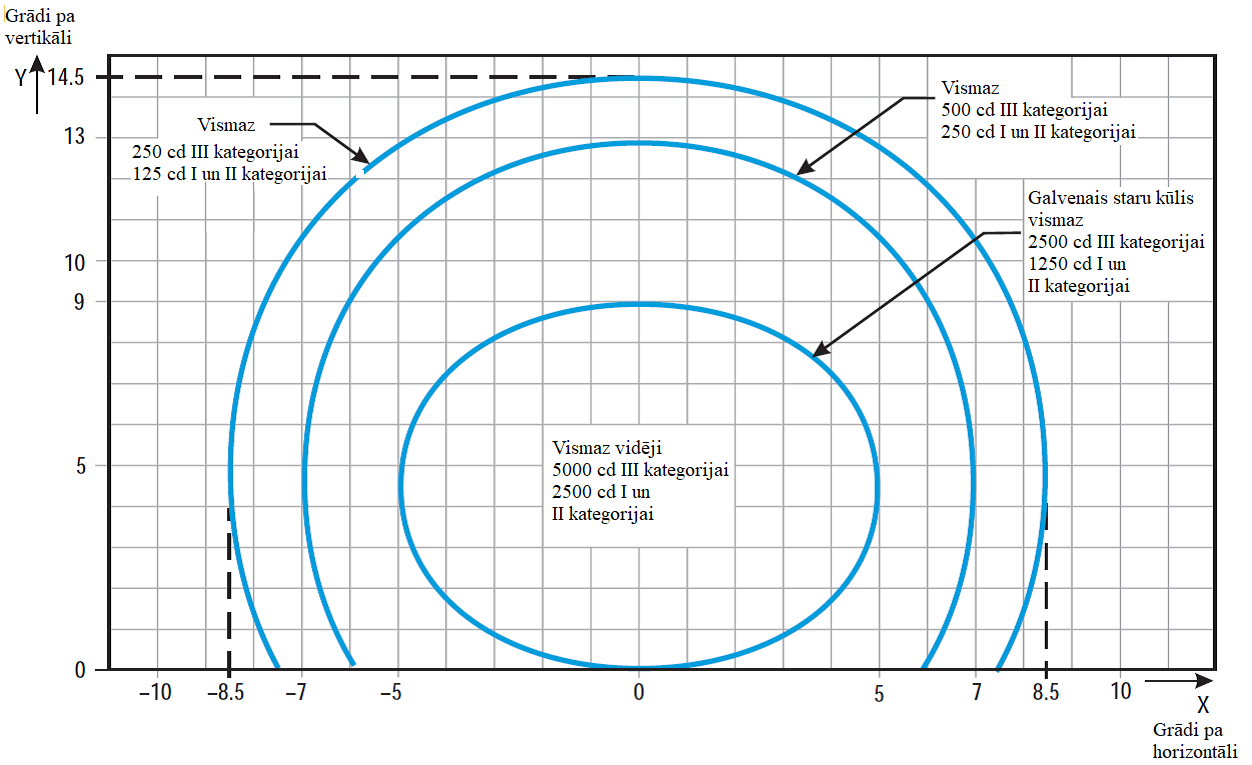 Grādi pa
vertikāli
Y
14.5
13
10
9
5
0
Vismaz
250 cd III kategorijai
125 cd I un II kategorijai
Vismaz
500 cd III kategorijai
250 cd I un II kategorijai
Galvenais staru kūlis
vismaz
2500 cd III kategorijai
1250 cd I un
II kategorijai
Vismaz vidēji
5000 cd III kategorijai
2500 cd I un
II kategorijai
–10 –8.5 –7 –5 0 5 7 8.5 10
X
Grādi pa
horizontāli